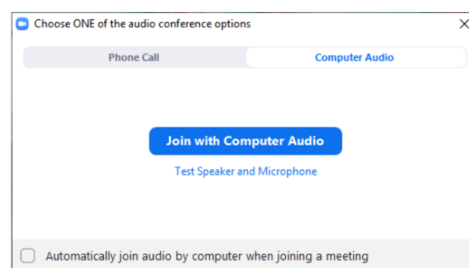 Choose ONE of the audio conference options
Phone Call
Computer Audio
Join with Computer Audio
Test Speaker and Microphone
Automatically join audio by computer when joining a meeting